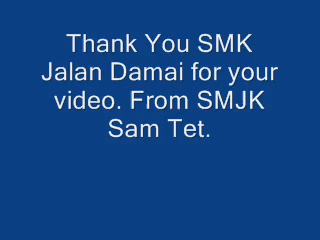 Thank You SMK
Jalan Damai for your
video. From SMJK
Sam Tet.